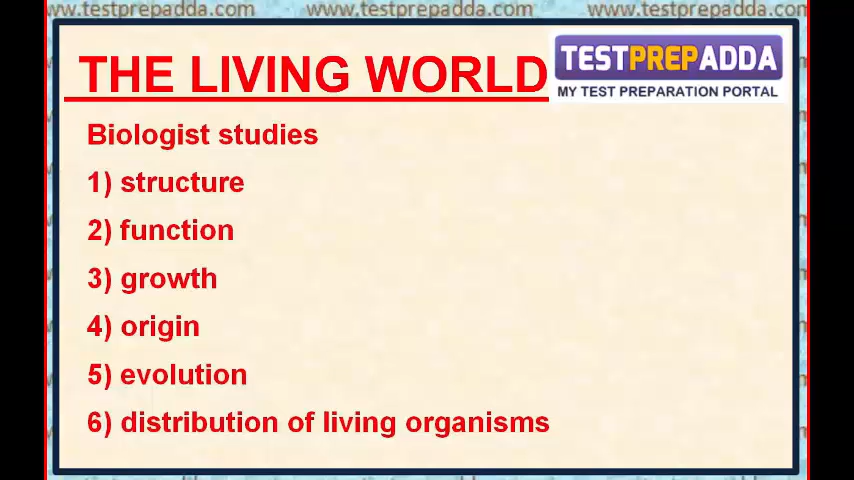 www.testprepadda.com www.testprepadda.com www.testprepadda.com
THE LIVING WORLD
TESTPREPADDA
MY TEST PREPARATION PORTAL
Biologist studies
1) structure
2) function
3) growth
4) origin
5) evolution
6) distribution of living organisms